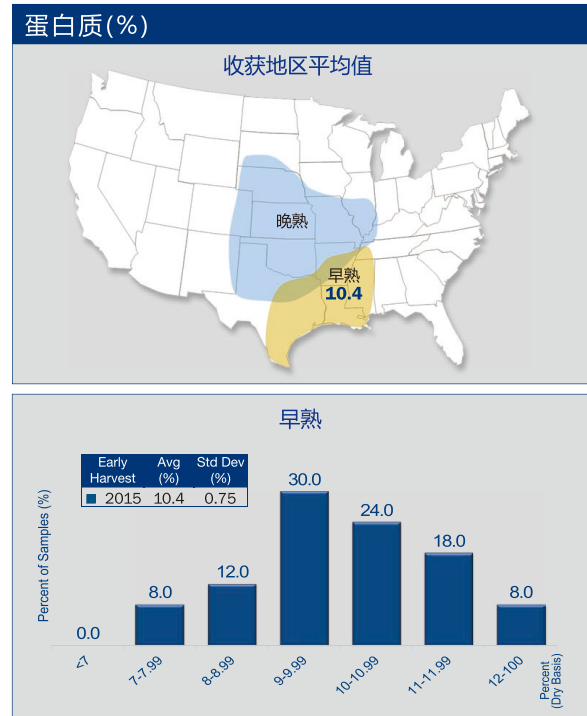 蛋白质(%)
收获地区平均值
晚熟
早熟
10.4
早熟
Early Harvest Avg (%) Std Dev (%)
2015 10.4 0.75
Percent of Samples (%)
0.0 8.0 12.0 30.0 24.0 18.0 8.0
<7 7-7.99 8-8.99 9-9.99 10-10.99 11-11.99 12-100
Percent
(Dry Basis)